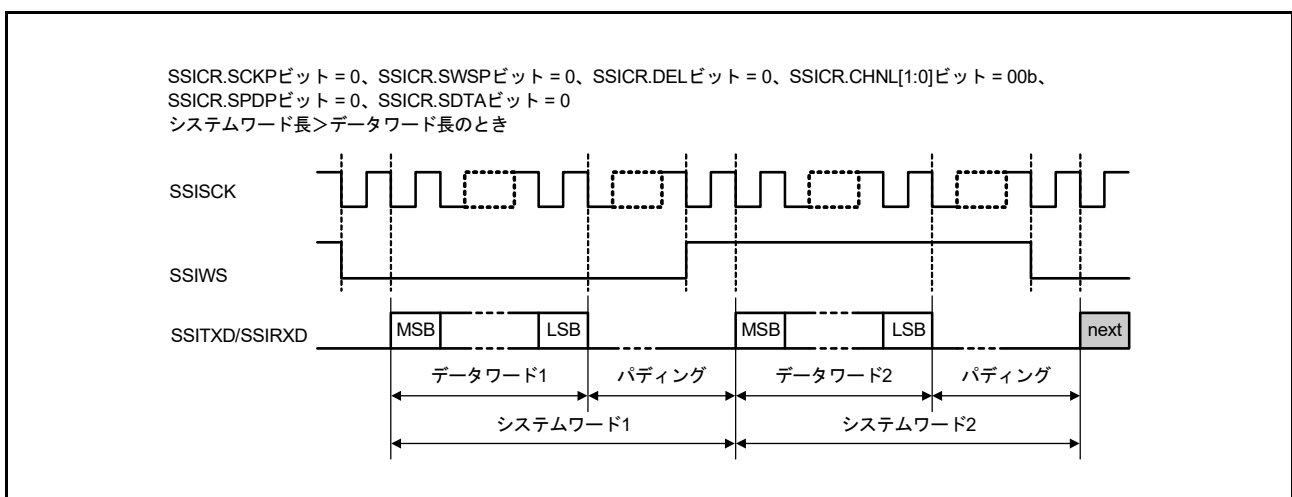 SSICR.SCKPビット = 0、SSICR.SWSPビット = 0、SSICR.DELビット = 0、SSICR.CHNL[1:0]ビット = 00b、
SSICR.SPDPビット = 0、SSICR.SDTAビット = 0
システムワード長＞データワード長のとき
SSISCK
SSIWS
SSITXD/SSIRXD
MSB
LSB
MSB
LSB
next
データワード1
パディング
データワード2
パディング
システムワード1
システムワード2